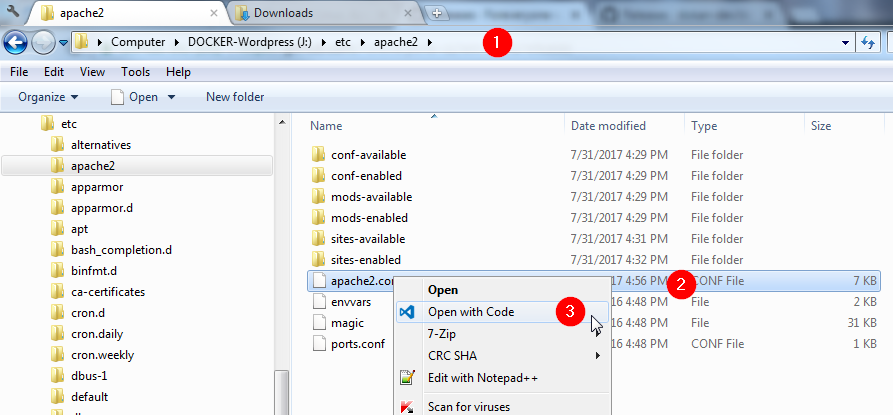 apache2 Downloads
Computer DOCKER-Wordpress (J:) etc apache2 1
File Edit View Tools Help
Organize Open New folder
etc
alternatives
apache2
apparmor
apparmor.d
apt
bash_completion.d
binfmt.d
ca-certificates
cron.d
cron.daily
cron.weekly
dbus-1
default
Name Date modified Type Size
conf-available 7/31/2017 4:29 PM File folder
conf-enabled 7/31/2017 4:29 PM File folder
mods-available 7/31/2017 4:29 PM File folder
mods-enabled 7/31/2017 4:29 PM File folder
sites-available 7/31/2017 4:31 PM File folder
sites-enabled 7/31/2017 4:32 PM File folder
apache2.con 17 4:56 PM 2 CONF File 7 KB
envvars 16 4:48 PM File 2 KB
magic 16 4:48 PM File 31 KB
ports.conf 16 4:48 PM CONF File 1 KB
Open
Open with Code 3
7-Zip
CRC SHA
Edit with Notepad++
Scan for viruses